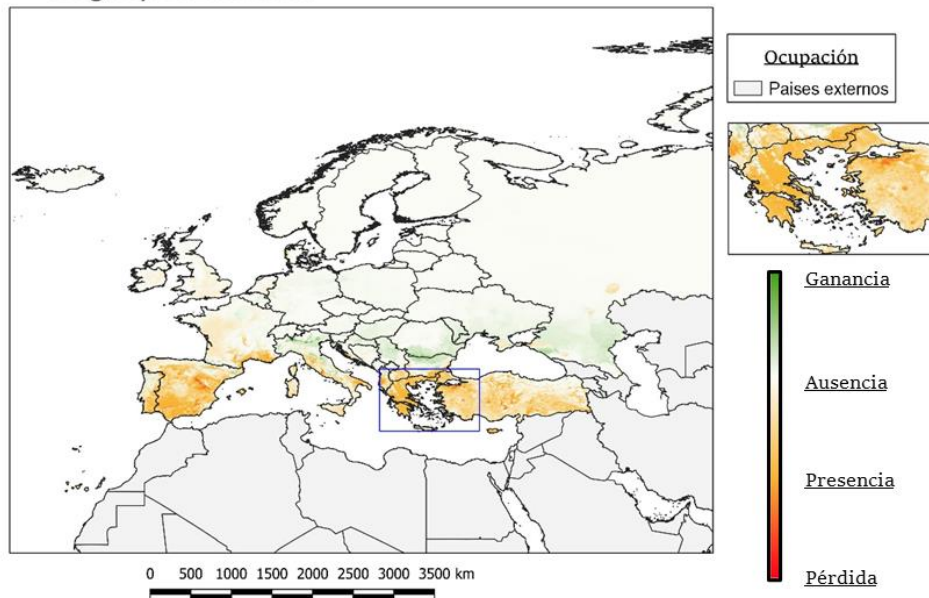 Ocupación
Paises externos
Ganancia
Ausencia
Presencia
Pérdida
0 500 1000 1500 2000 2500 3000 3500 km